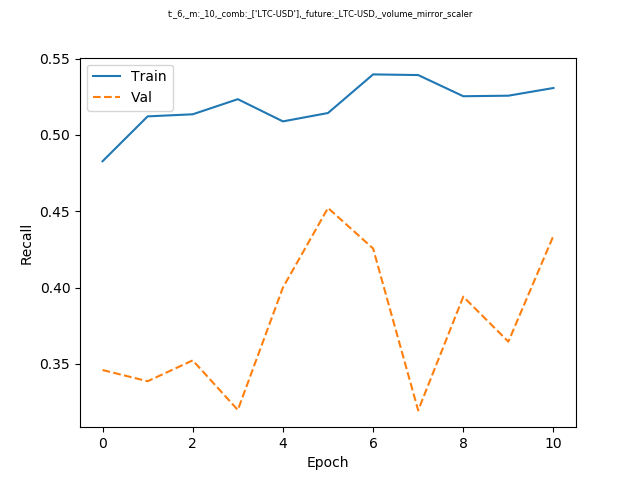 t:_6,_m:_10,_comb:_['LTC-USD'],_future:_LTC-USD,_volume_mirror_scaler
0.55
Train
Val
0.50
0.45
Recall
0.40
0.35
0 2 4 6 8 10
Epoch